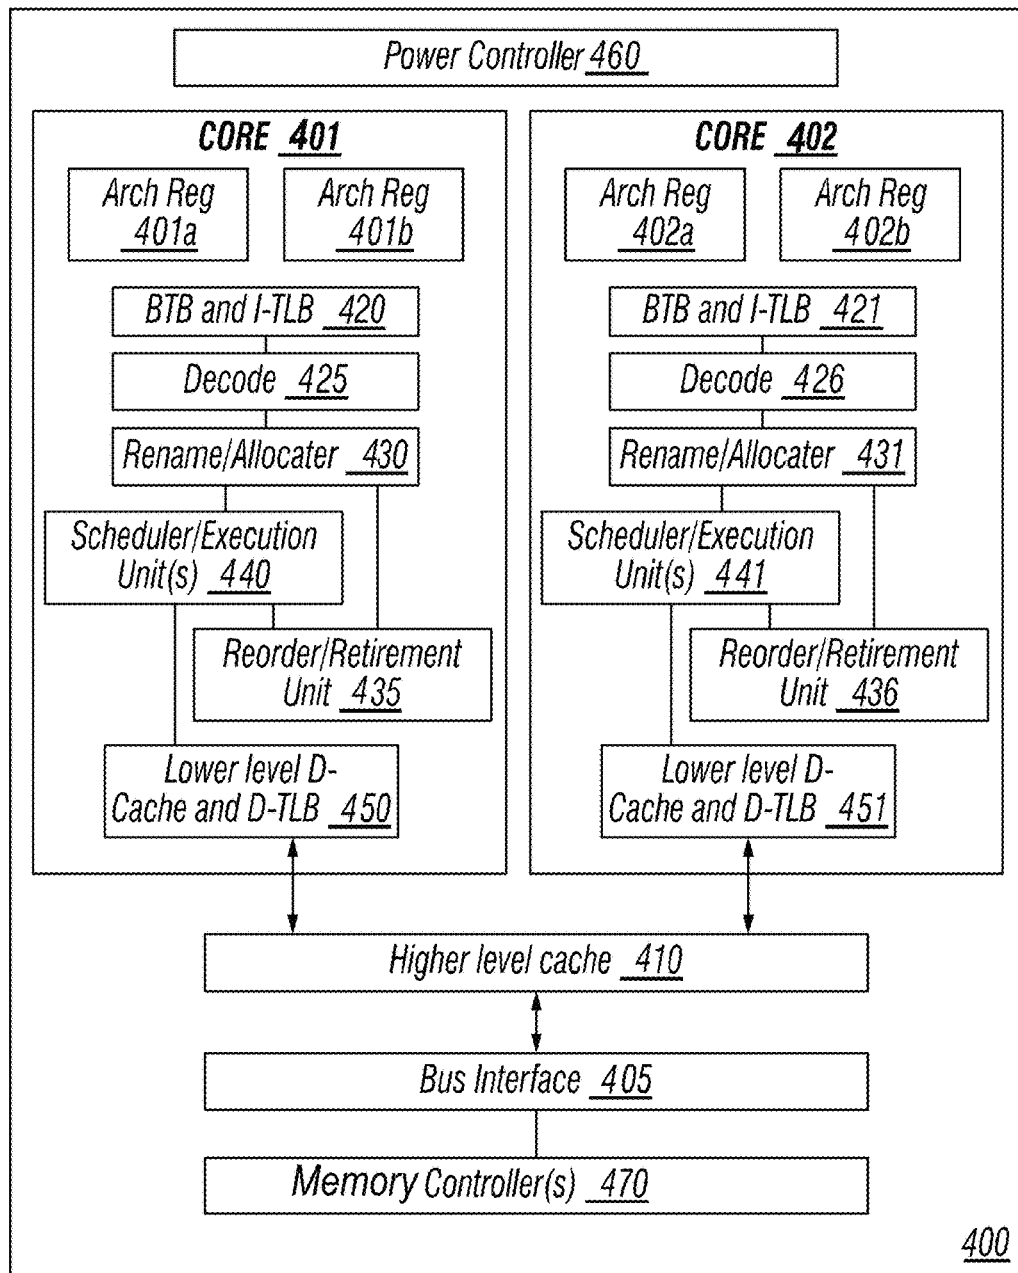 Power Controller 460
CORE 401
Arch Reg
401a
Arch Reg
401b
BTB and I-TLB 420
Decode 425
Rename/Allocater 430
Scheduler/Execution
Unit(s) 440
Reorder/Retirement
Unit 435
Lower level D-
Cache and D-TLB 450
CORE 402
Arch Reg
402a
Arch Reg
402b
BTB and I-TLB 421
Decode 426
Rename/Allocater 431
Scheduler/Execution
Unit(s) 441
Reorder/Retirement
Unit 436
Lower level D-
Cache and D-TLB 451
Higher level cache 410
Bus Interface 405
Memory Controller(s) 470
400